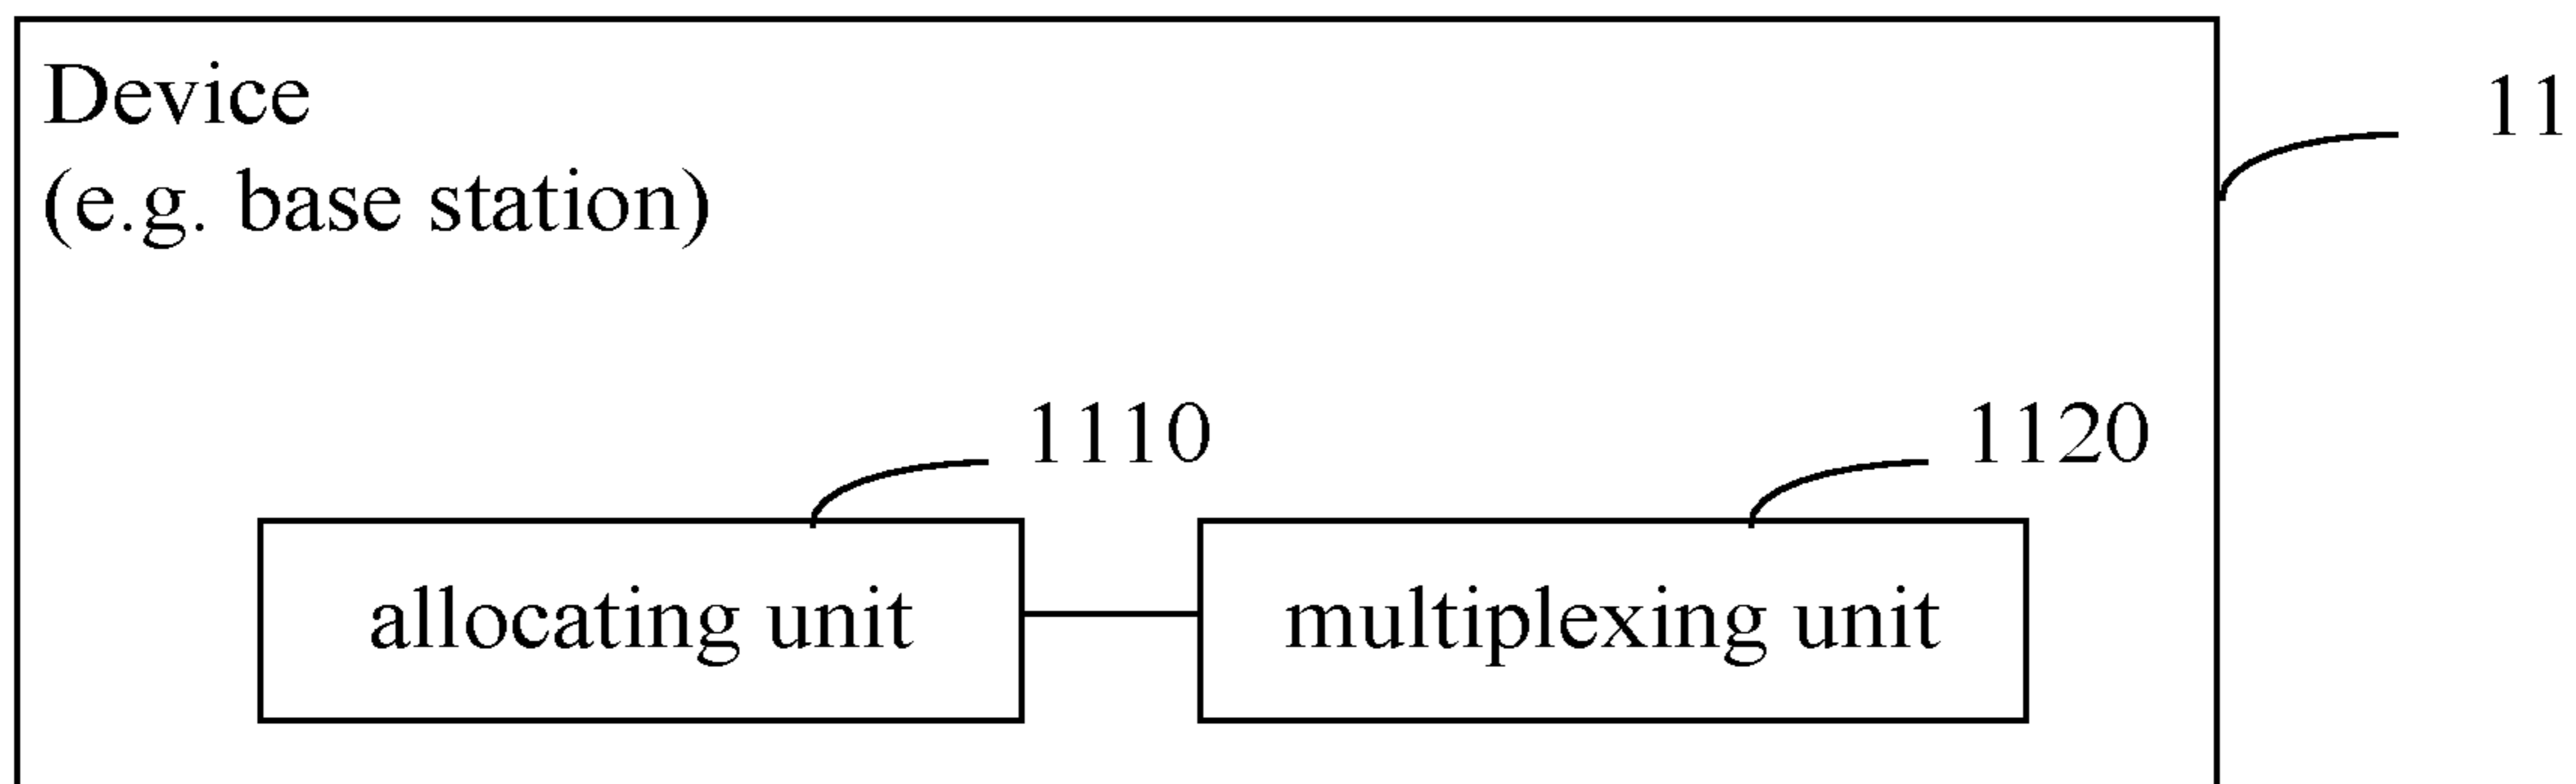 Device
(e.g. base station)
11
1110
1120
allocating unit
multiplexing unit